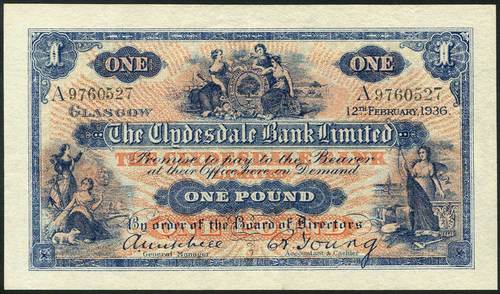 1 ONE ONE 1
A 9760527 A 9760527
GLASGOW 12TH FEBRUARY, 1936.
The Clydesdale Bank Limited
Promise to pay to the Bearer
at their Office here on Demand
ONE POUND
By order of the Board of Directors
A. Young
General Manager Accountant & Cashier